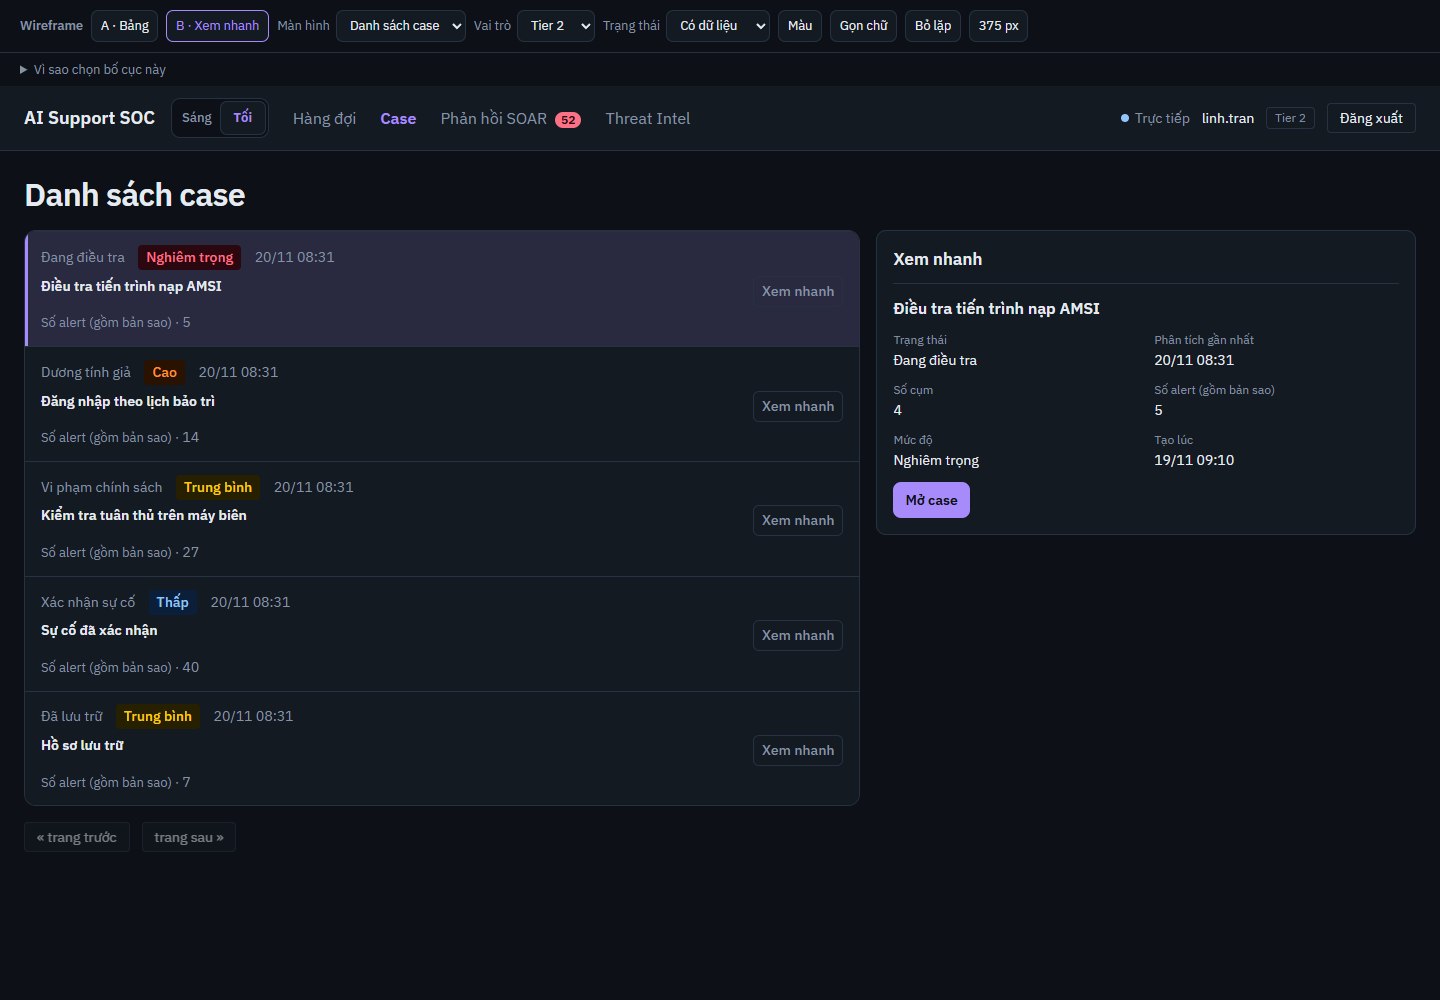 Wireframe A · Bảng B · Xem nhanh Màn hình Danh sách case Vai trò Tier 2 Trạng thái Có dữ liệu Màu Gọn chữ Bỏ lặp 375 px
▶ Vì sao chọn bố cục này
AI Support SOC Sáng Tối Hàng đợi Case Phản hồi SOAR 52 Threat Intel Trực tiếp linh.tran Tier 2 Đăng xuất
Danh sách case
Đang điều tra Nghiêm trọng 20/11 08:31
Điều tra tiến trình nạp AMSI
Xem nhanh
Số alert (gồm bản sao) · 5
Dương tính giả Cao 20/11 08:31
Đăng nhập theo lịch bảo trì
Xem nhanh
Số alert (gồm bản sao) · 14
Vi phạm chính sách Trung bình 20/11 08:31
Kiểm tra tuân thủ trên máy biên
Xem nhanh
Số alert (gồm bản sao) · 27
Xác nhận sự cố Thấp 20/11 08:31
Sự cố đã xác nhận
Xem nhanh
Số alert (gồm bản sao) · 40
Đã lưu trữ Trung bình 20/11 08:31
Hồ sơ lưu trữ
Xem nhanh
Số alert (gồm bản sao) · 7
« trang trước trang sau »
Xem nhanh
Điều tra tiến trình nạp AMSI
Trạng thái Phân tích gần nhất
Đang điều tra 20/11 08:31
Số cụm Số alert (gồm bản sao)
4 5
Mức độ Tạo lúc
Nghiêm trọng 19/11 09:10
Mở case